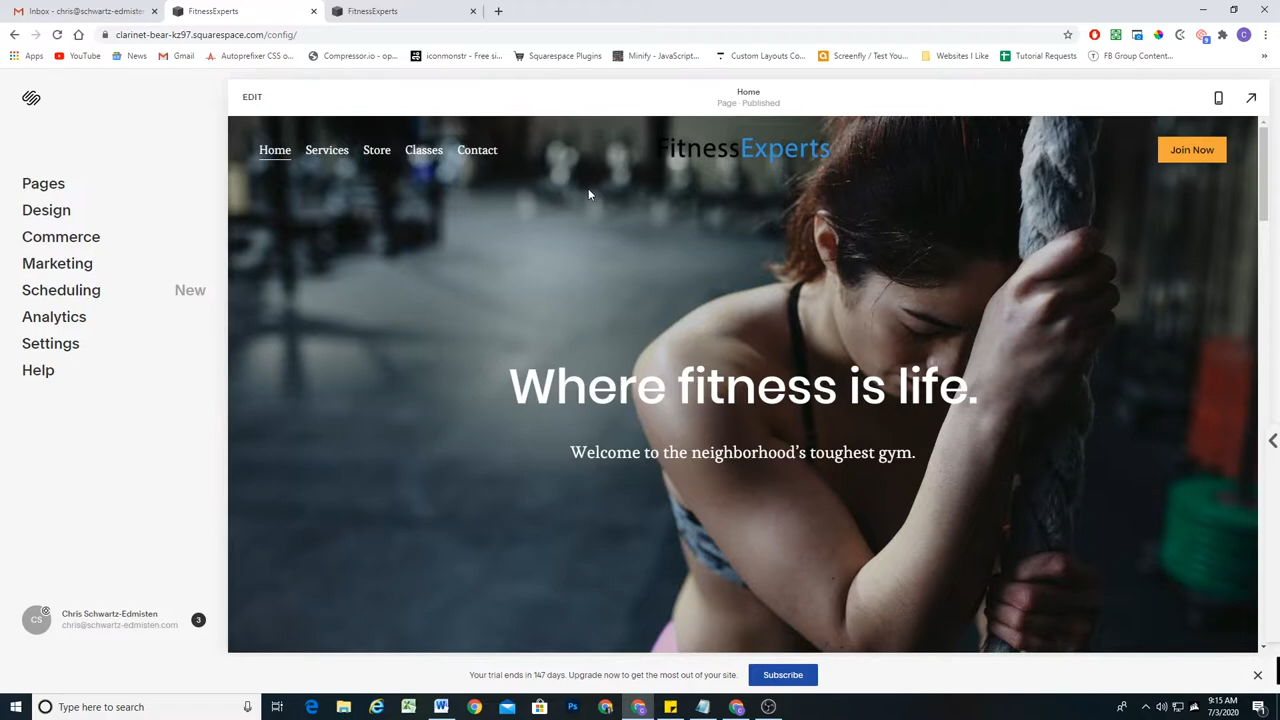 Inbox - chris@schwartz-edmisten
FitnessExperts
FitnessExperts
clarinet-bear-kz97.squarespace.com/config/
Apps
YouTube
Gmail
Autoprefixer CSS o...
Compressor.io - op...
iconmonstr - Free si...
Squarespace Plugins
Minify - JavaScript...
Custom Layouts Co...
Screenfly / Test You...
Websites I Like
Tutorial Requests
FB Group Content...
EDIT
Home
Page · Published
Home Services Store Classes Contact
FitnessExperts
Join Now
Pages
Design
Commerce
Marketing
Scheduling New
Analytics
Settings
Help
Where fitness is life.
Welcome to the neighborhood's toughest gym.
CS
Chris Schwartz-Edmisten
chris@schwartz-edmisten.com
3
Your trial ends in 147 days. Upgrade now to get the most out of your site.
Subscribe
Type here to search
9:15 AM
7/3/2020